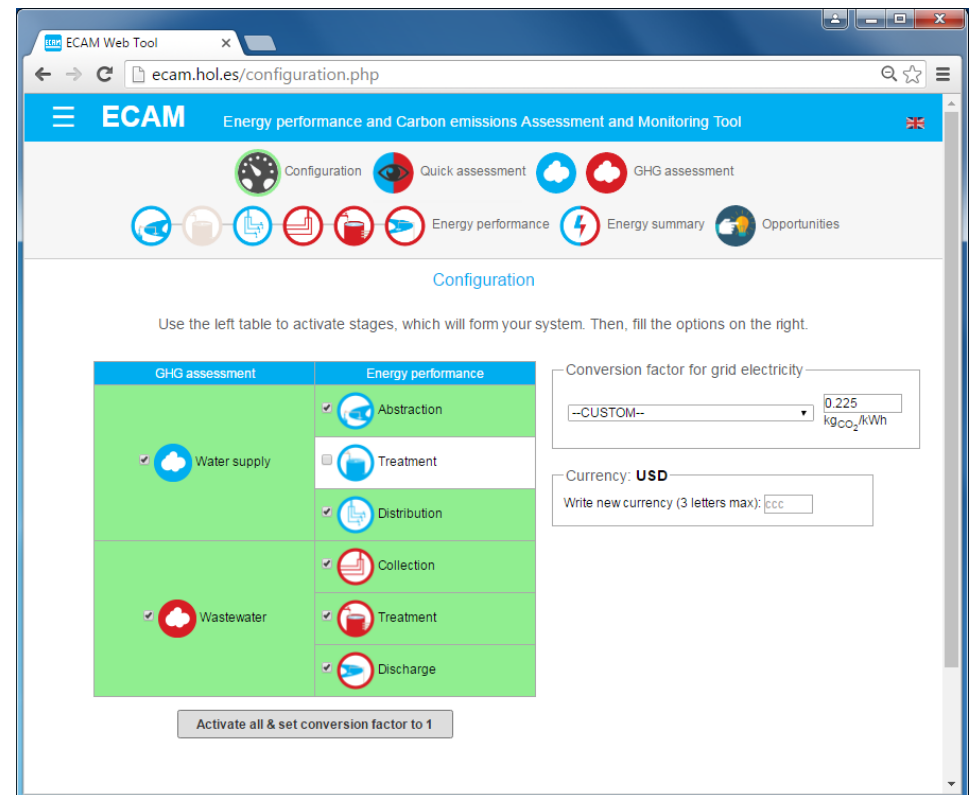 ECAM Web Tool
ecam.hol.es/configuration.php
ECAM Energy performance and Carbon emissions Assessment and Monitoring Tool
Configuration Quick assessment GHG assessment
Energy performance Energy summary Opportunities
Configuration
Use the left table to activate stages, which will form your system. Then, fill the options on the right.
GHG assessment Energy performance
Water supply
Abstraction
Treatment
Distribution
Wastewater
Collection
Treatment
Discharge
Activate all & set conversion factor to 1
Conversion factor for grid electricity
--CUSTOM-- 0.225
kgCO2/kWh
Currency: USD
Write new currency (3 letters max): ccc